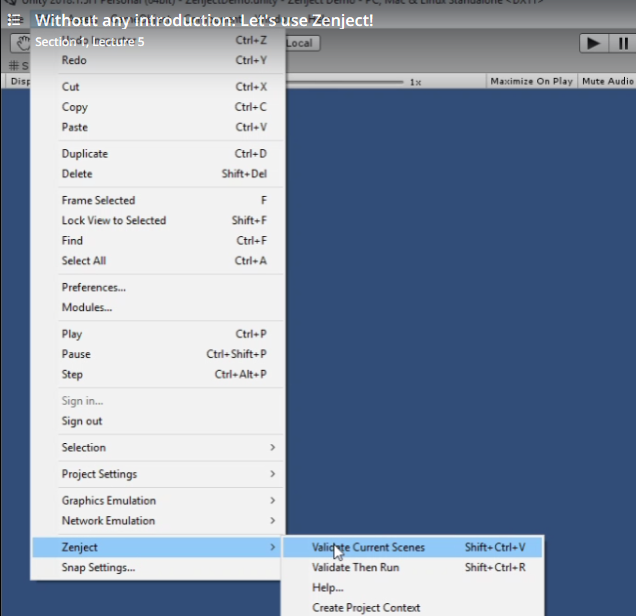 Unity 2018.1.5f1 Personal (64bit) - ZenjectDemo.unity - Zenject Demo - PC, Mac & Linux Standalone <DX11>
Without any introduction: Let's use Zenject!
Section 1, Lecture 5
Ctrl+Z
Local
Redo Ctrl+Y
# S
Disp 1x Maximize On Play Mute Audio
Cut Ctrl+X
Copy Ctrl+C
Paste Ctrl+V
Duplicate Ctrl+D
Delete Shift+Del
Frame Selected F
Lock View to Selected Shift+F
Find Ctrl+F
Select All Ctrl+A
Preferences...
Modules...
Play Ctrl+P
Pause Ctrl+Shift+P
Step Ctrl+Alt+P
Sign in...
Sign out
Selection >
Project Settings >
Graphics Emulation >
Network Emulation >
Zenject > Validate Current Scenes Shift+Ctrl+V
Snap Settings... Validate Then Run Shift+Ctrl+R
Help...
Create Project Context